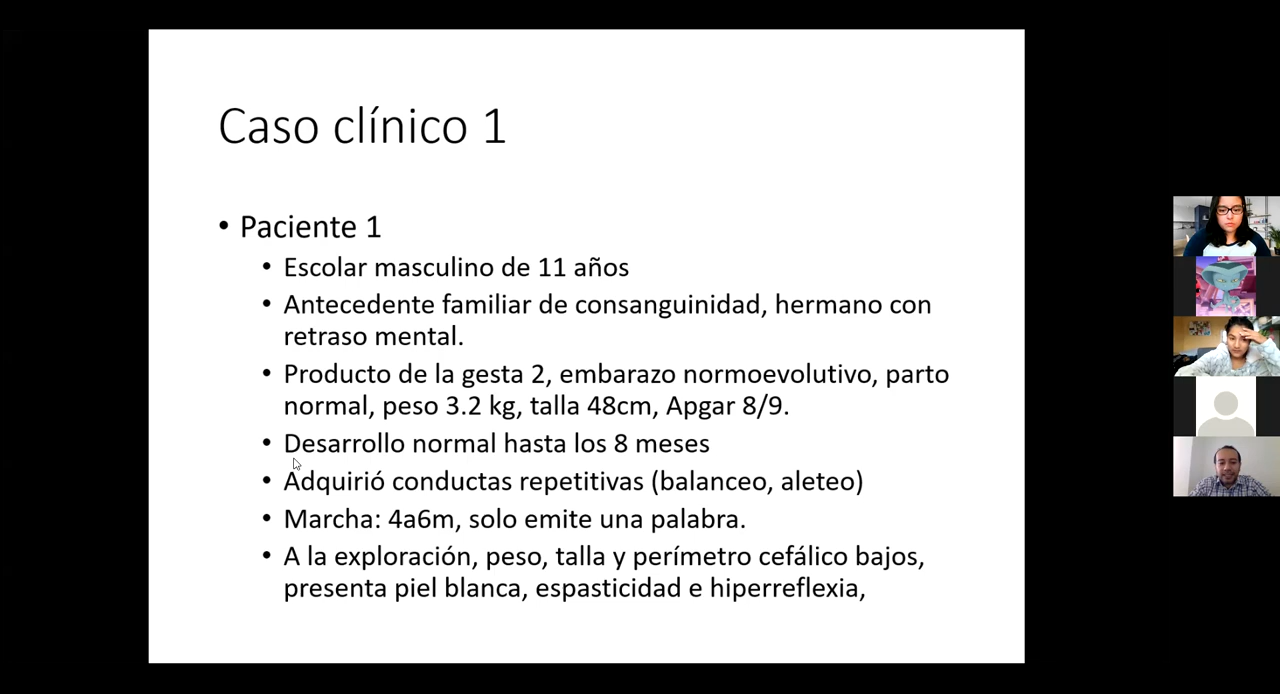 Caso clínico 1
• Paciente 1
• Escolar masculino de 11 años
• Antecedente familiar de consanguinidad, hermano con
retraso mental.
• Producto de la gesta 2, embarazo normoevolutivo, parto
normal, peso 3.2 kg, talla 48cm, Apgar 8/9.
• Desarrollo normal hasta los 8 meses
• Adquirió conductas repetitivas (balanceo, aleteo)
• Marcha: 4a6m, solo emite una palabra.
• A la exploración, peso, talla y perímetro cefálico bajos,
presenta piel blanca, espasticidad e hiperreflexia,